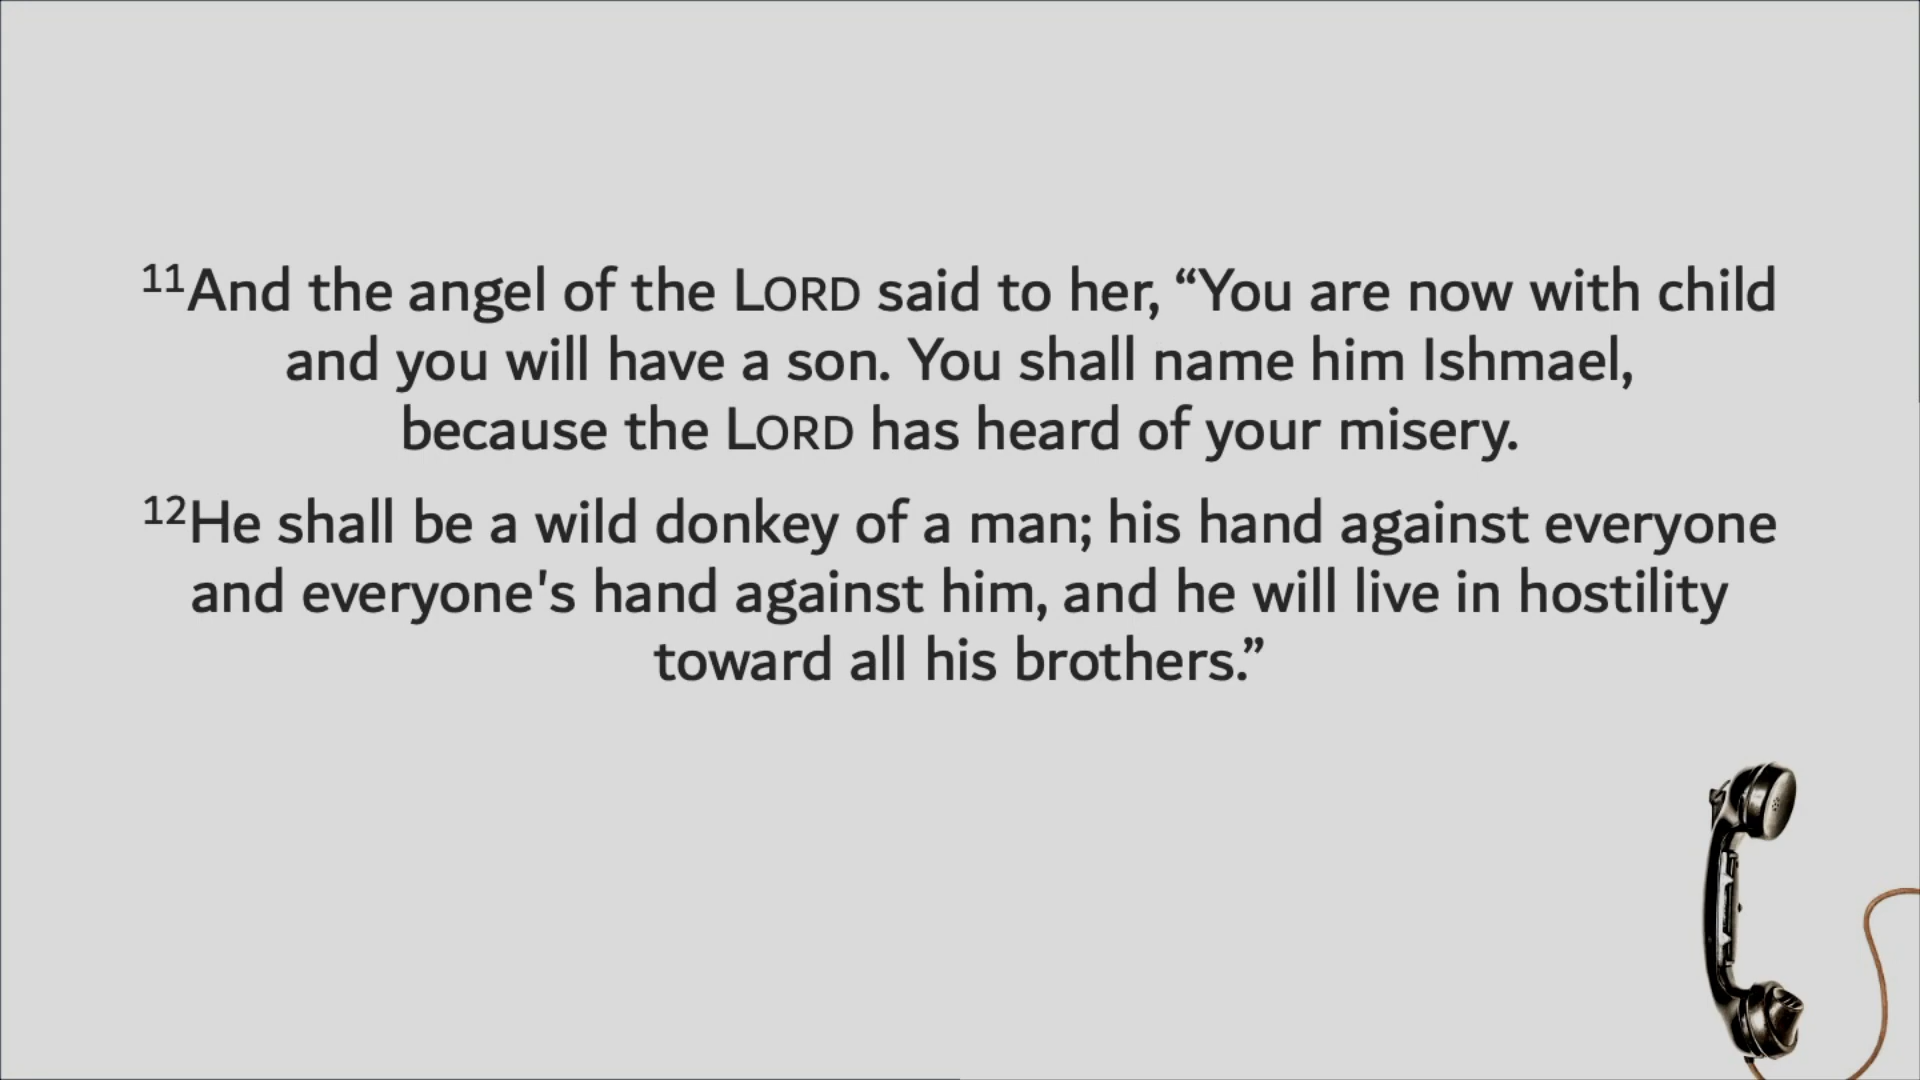 11And the angel of the LORD said to her, “You are now with child
and you will have a son. You shall name him Ishmael,
because the LORD has heard of your misery.
12He shall be a wild donkey of a man; his hand against everyone
and everyone's hand against him, and he will live in hostility
toward all his brothers.”